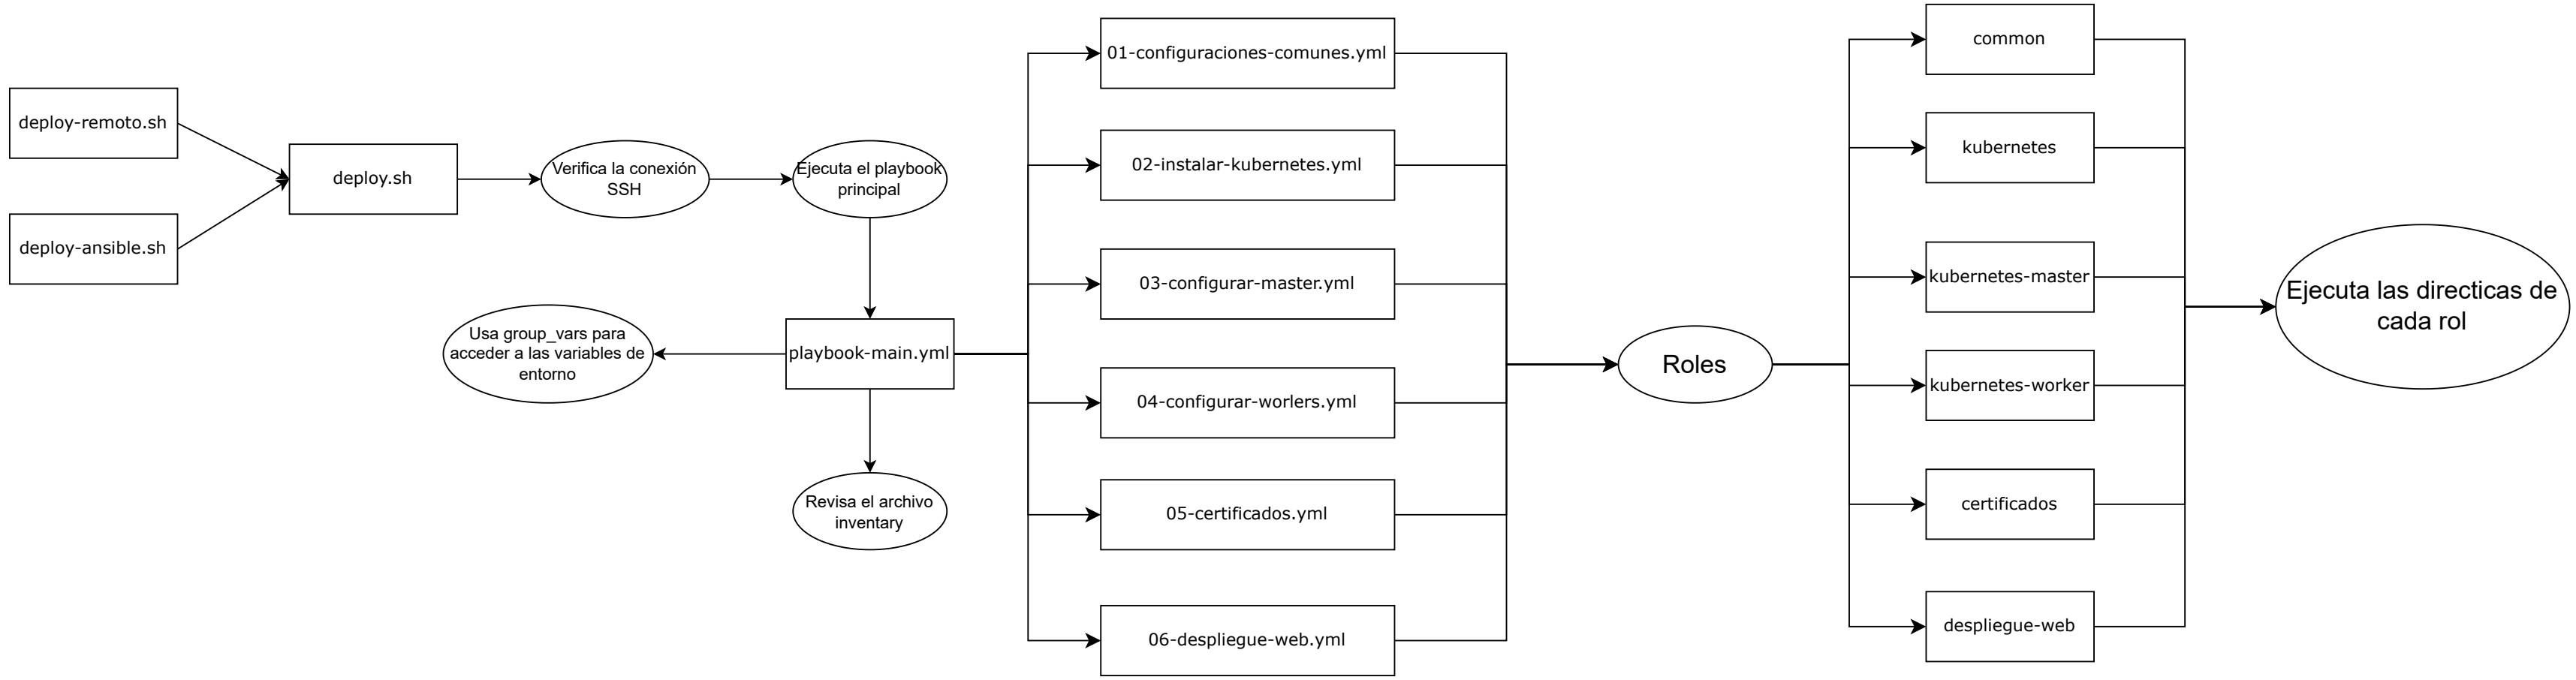 deploy-remoto.sh
deploy-ansible.sh
deploy.sh
Verifica la conexión
SSH
Ejecuta el playbook
principal
Usa group_vars para
acceder a las variables de
entorno
playbook-main.yml
Revisa el archivo
inventary
01-configuraciones-comunes.yml
02-instalar-kubernetes.yml
03-configurar-master.yml
04-configurar-worlers.yml
05-certificados.yml
06-despliegue-web.yml
Roles
common
kubernetes
kubernetes-master
kubernetes-worker
certificados
despliegue-web
Ejecuta las directicas de
cada rol